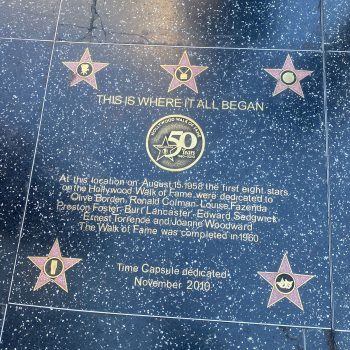 THIS IS WHERE IT ALL BEGAN
HOLLYWOOD WALK OF FAME
50
YEARS
1960-2010
At this location on August 15 1958 the first eight stars
on the Hollywood Walk of Fame were dedicated to
Olive Borden, Ronald Colman, Louise Fazenda,
Preston Foster, Burt Lancaster, Edward Sedgwick,
Ernest Torrence and Joanne Woodward
The Walk of Fame was completed in 1960
Time Capsule dedicated
November 2010